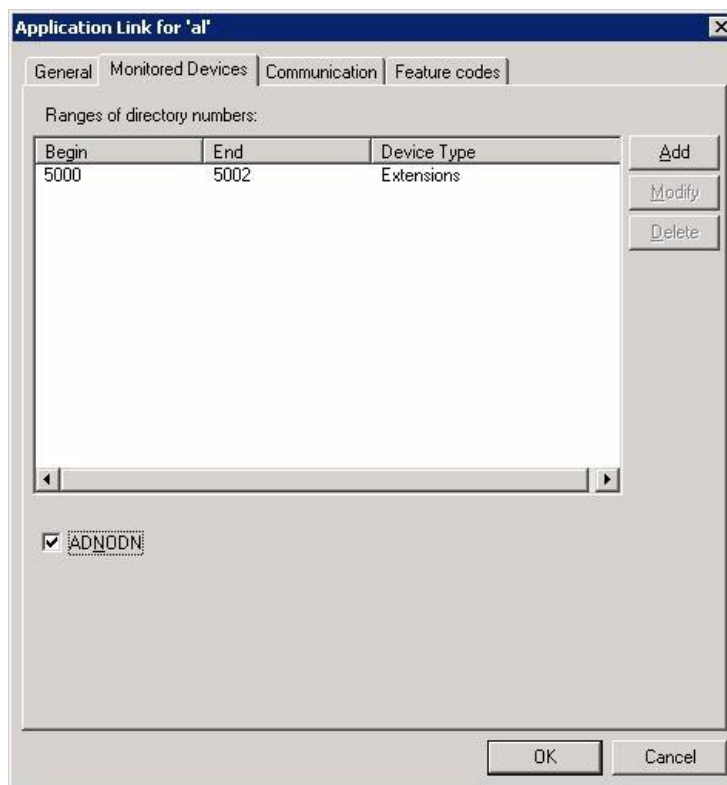 Application Link for 'al'
General Monitored Devices Communication Feature codes
Ranges of directory numbers:
Begin End Device Type
5000 5002 Extensions
Add
Modify
Delete
ADNODN
OK Cancel